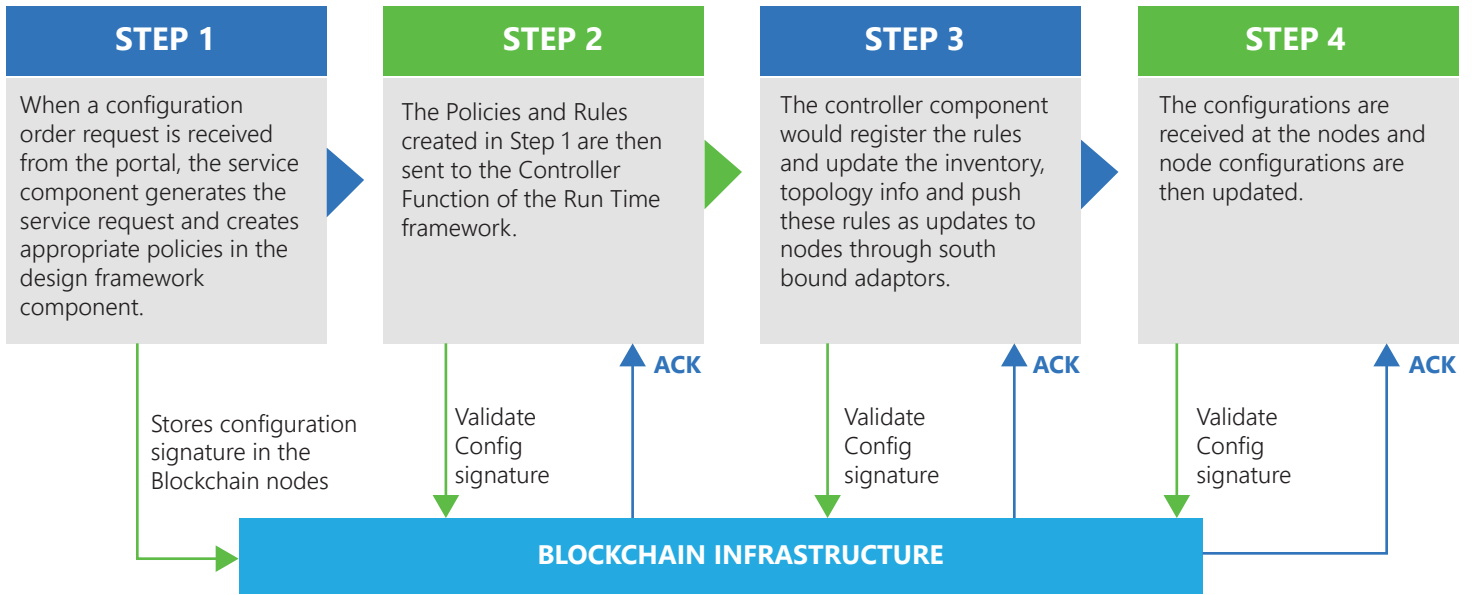 STEP 1
When a configuration
order request is received
from the portal, the service
component generates the
service request and creates
appropriate policies in the
design framework
component.
STEP 2
The Policies and Rules
created in Step 1 are then
sent to the Controller
Function of the Run Time
framework.
STEP 3
The controller component
would register the rules
and update the inventory,
topology info and push
these rules as updates to
nodes through south
bound adaptors.
STEP 4
The configurations are
received at the nodes and
node configurations are
then updated.
Stores configuration
signature in the
Blockchain nodes
Validate
Config
signature
ACK
Validate
Config
signature
ACK
Validate
Config
signature
ACK
BLOCKCHAIN INFRASTRUCTURE